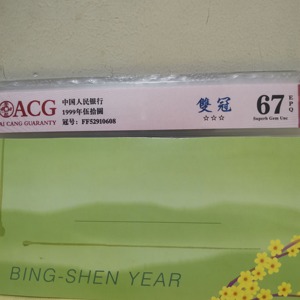 ACG
AI CANG GUARANTY
中国人民银行
1999年伍拾圆
冠号: FF52910608
雙冠
☆☆☆
67
EPQ
Superb Gem Unc
BING-SHEN YEAR